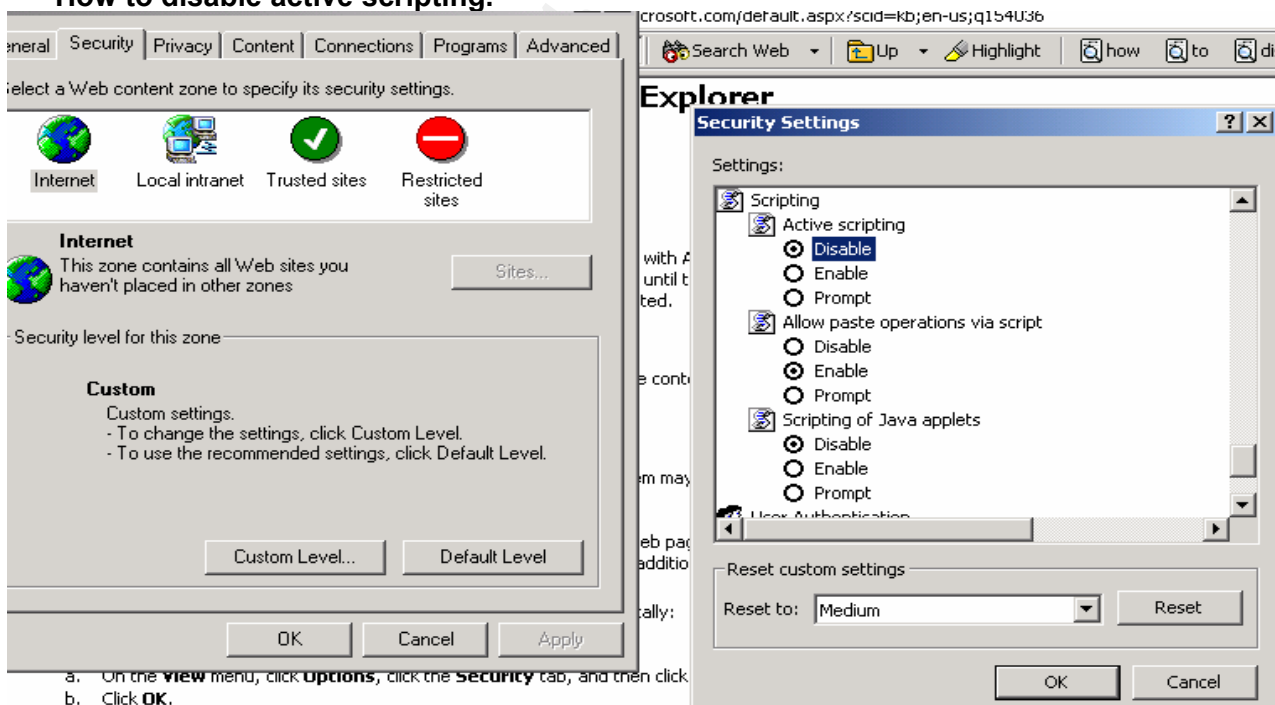 How to disable active scripting.
crosoft.com/default.aspx?scid=kb;en-us;q154036
eneral Security Privacy Content Connections Programs Advanced
Search Web Up Highlight how to di
Select a Web content zone to specify its security settings.
Explorer
Internet
Local intranet
Trusted sites
Restricted
sites
Internet
This zone contains all Web sites you
haven't placed in other zones
Sites...
Security level for this zone
Custom
Custom settings.
- To change the settings, click Custom Level.
- To use the recommended settings, click Default Level.
Custom Level... Default Level
OK Cancel Apply
with A
until t
ted.
e conte
em may
eb pag
additio
cally:
a. On the View menu, click Options, click the Security tab, and then click
b. Click OK.
Security Settings
Settings:
Scripting
Active scripting
Disable
Enable
Prompt
Allow paste operations via script
Disable
Enable
Prompt
Scripting of Java applets
Disable
Enable
Prompt
User Authentication
Reset custom settings
Reset to: Medium Reset
OK Cancel